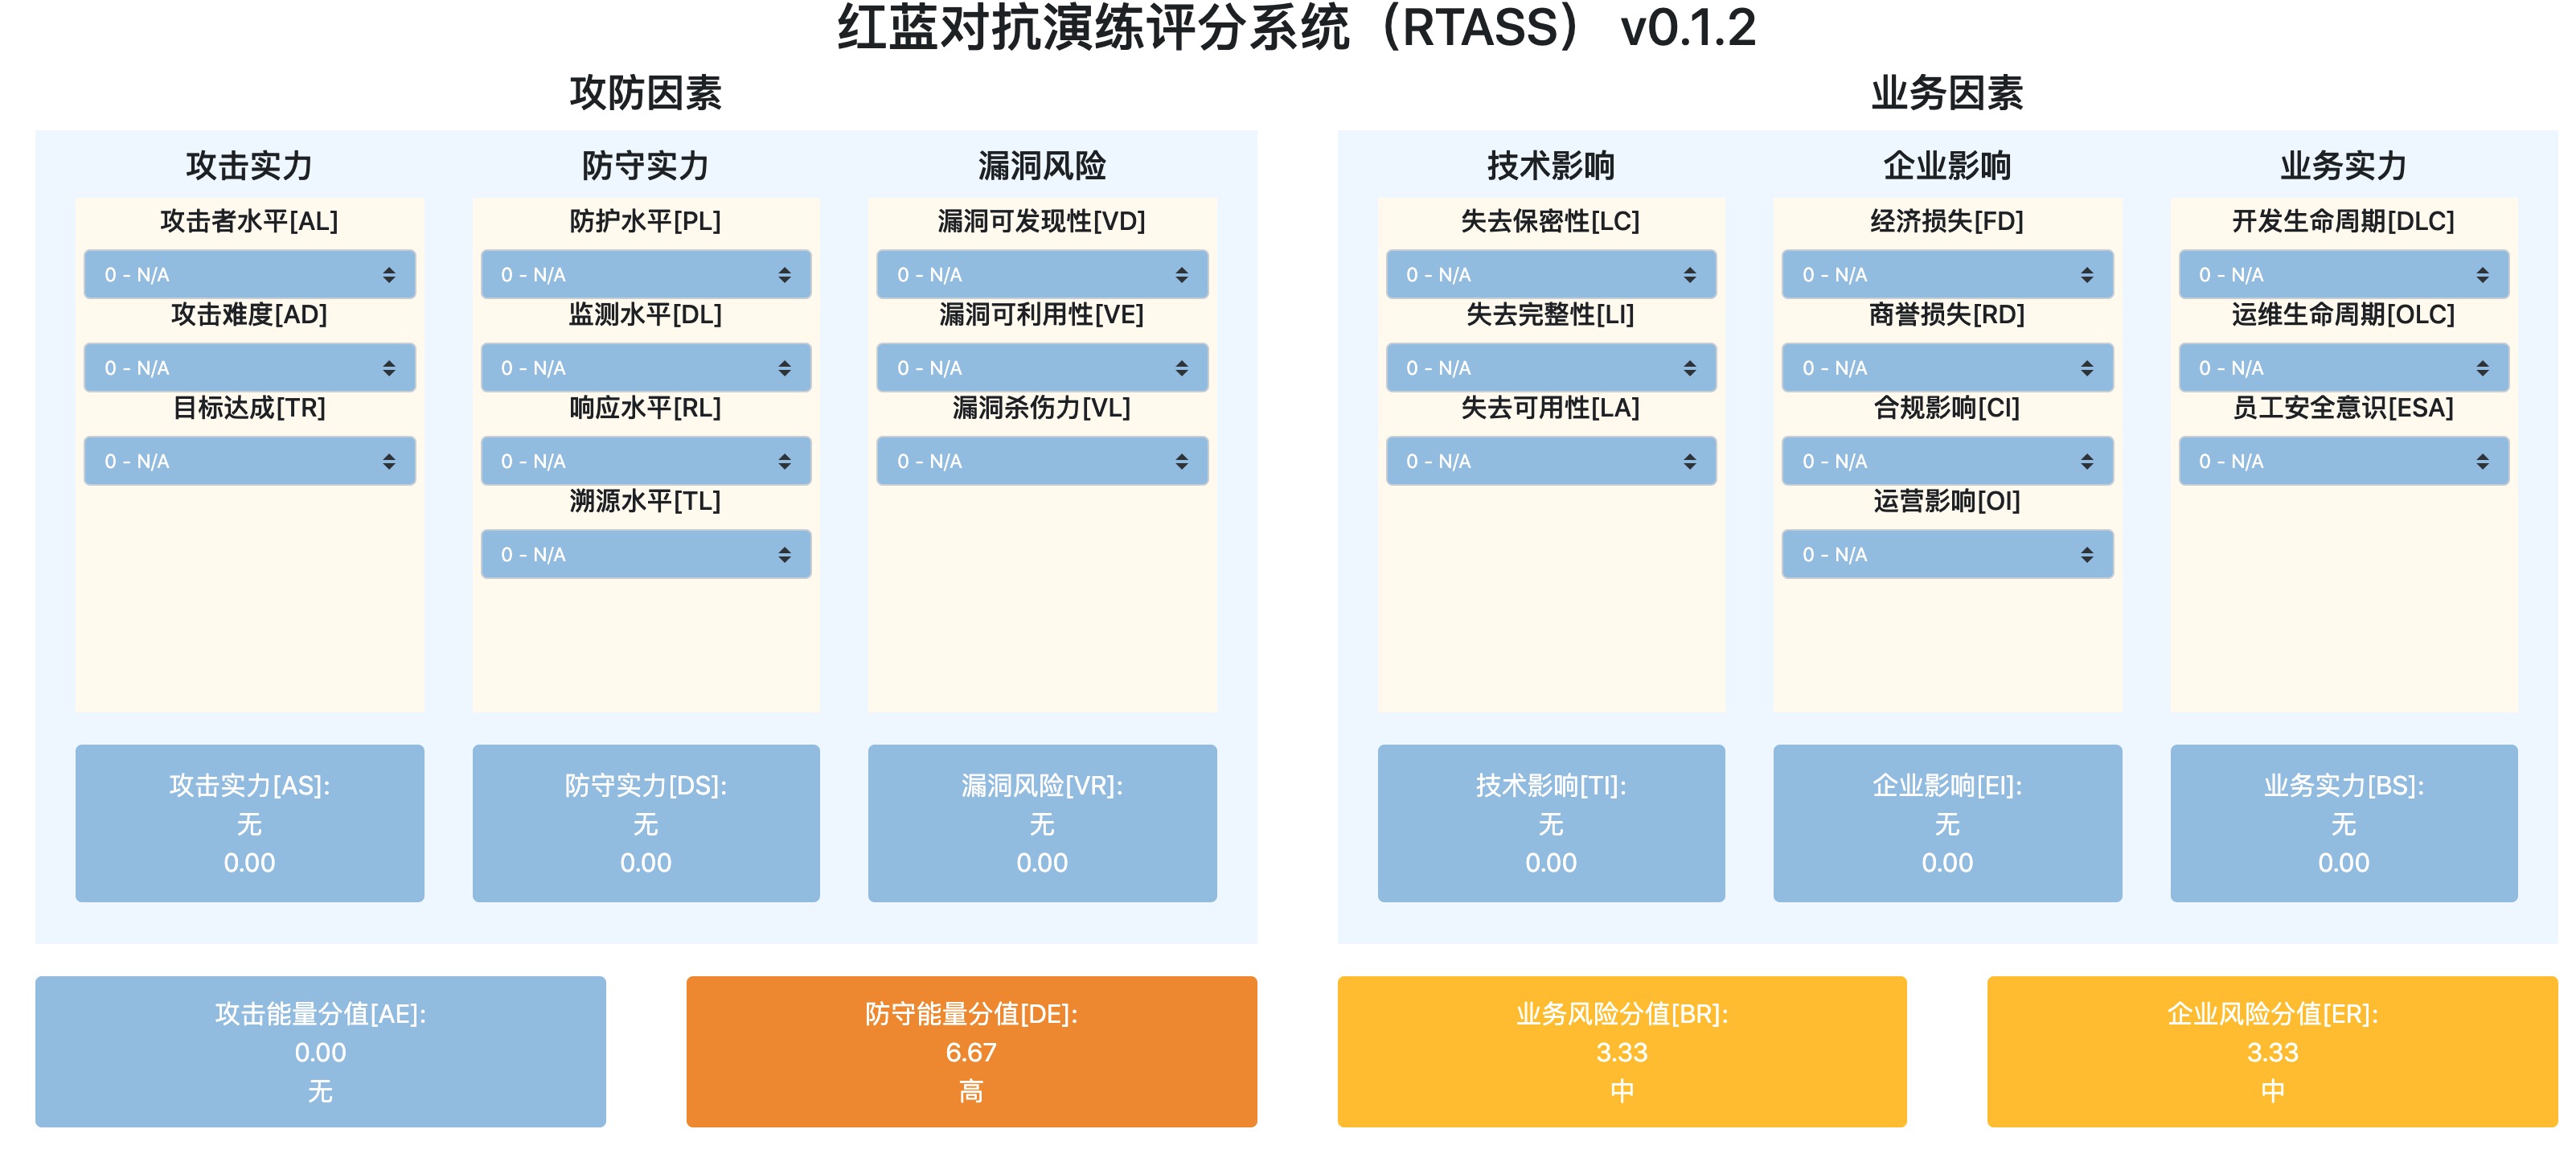 红蓝对抗演练评分系统（RTASS） v0.1.2
攻防因素
攻击实力
攻击者水平[AL]
0 - N/A
攻击难度[AD]
0 - N/A
目标达成[TR]
0 - N/A
防守实力
防护水平[PL]
0 - N/A
监测水平[DL]
0 - N/A
响应水平[RL]
0 - N/A
溯源水平[TL]
0 - N/A
漏洞风险
漏洞可发现性[VD]
0 - N/A
漏洞可利用性[VE]
0 - N/A
漏洞杀伤力[VL]
0 - N/A
攻击实力[AS]:
无
0.00
防守实力[DS]:
无
0.00
漏洞风险[VR]:
无
0.00
业务因素
技术影响
失去保密性[LC]
0 - N/A
失去完整性[LI]
0 - N/A
失去可用性[LA]
0 - N/A
企业影响
经济损失[FD]
0 - N/A
商誉损失[RD]
0 - N/A
合规影响[CI]
0 - N/A
运营影响[OI]
0 - N/A
业务实力
开发生命周期[DLC]
0 - N/A
运维生命周期[OLC]
0 - N/A
员工安全意识[ESA]
0 - N/A
技术影响[TI]:
无
0.00
企业影响[EI]:
无
0.00
业务实力[BS]:
无
0.00
攻击能量分值[AE]:
0.00
无
防守能量分值[DE]:
6.67
高
业务风险分值[BR]:
3.33
中
企业风险分值[ER]:
3.33
中